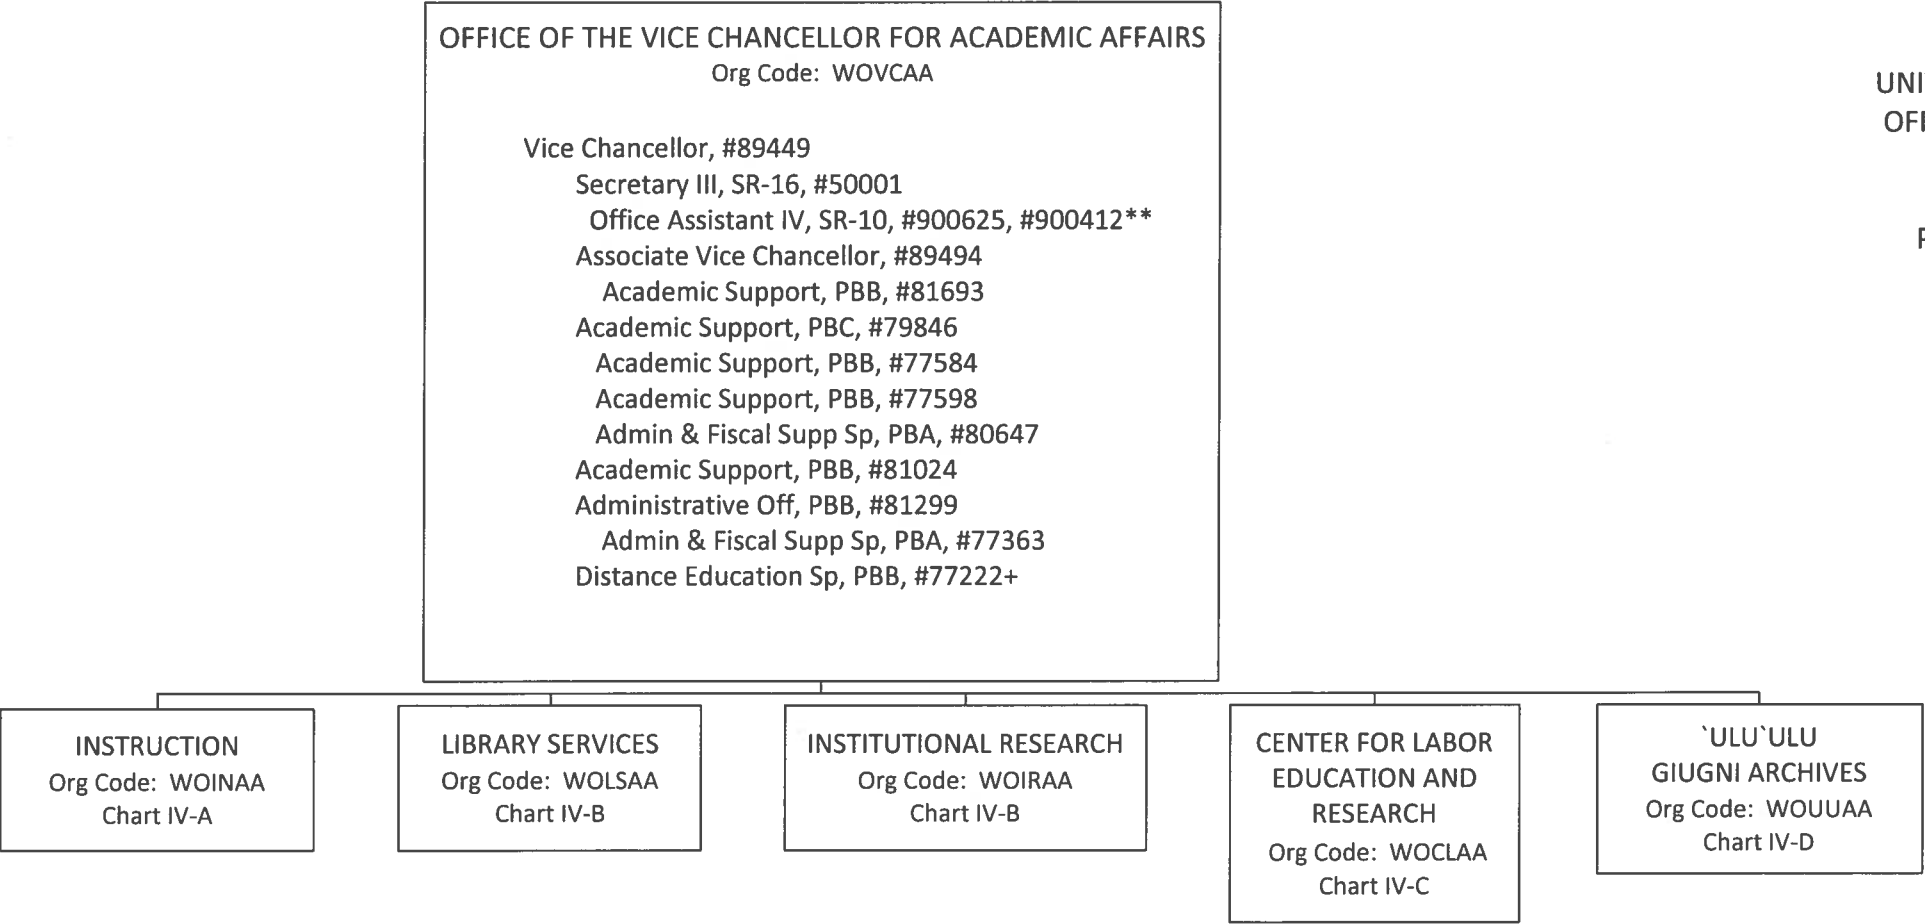 OFFICE OF THE VICE CHANCELLOR FOR ACADEMIC AFFAIRS
Org Code: WOVCAA
Vice Chancellor, #89449
Secretary III, SR-16, #50001
Office Assistant IV, SR-10, #900625, #900412**
Associate Vice Chancellor, #89494
Academic Support, PBB, #81693
Academic Support, PBC, #79846
Academic Support, PBB, #77584
Academic Support, PBB, #77598
Admin & Fiscal Supp Sp, PBA, #80647
Academic Support, PBB, #81024
Administrative Off, PBB, #81299
Admin & Fiscal Supp Sp, PBA, #77363
Distance Education Sp, PBB, #77222+
INSTRUCTION
Org Code: WOINAA
Chart IV-A
LIBRARY SERVICES
Org Code: WOLSAA
Chart IV-B
INSTITUTIONAL RESEARCH
Org Code: WOIRAA
Chart IV-B
CENTER FOR LABOR
EDUCATION AND
RESEARCH
Org Code: WOCLAA
Chart IV-C
`ULU`ULU
GIUGNI ARCHIVES
Org Code: WOUUAA
Chart IV-D